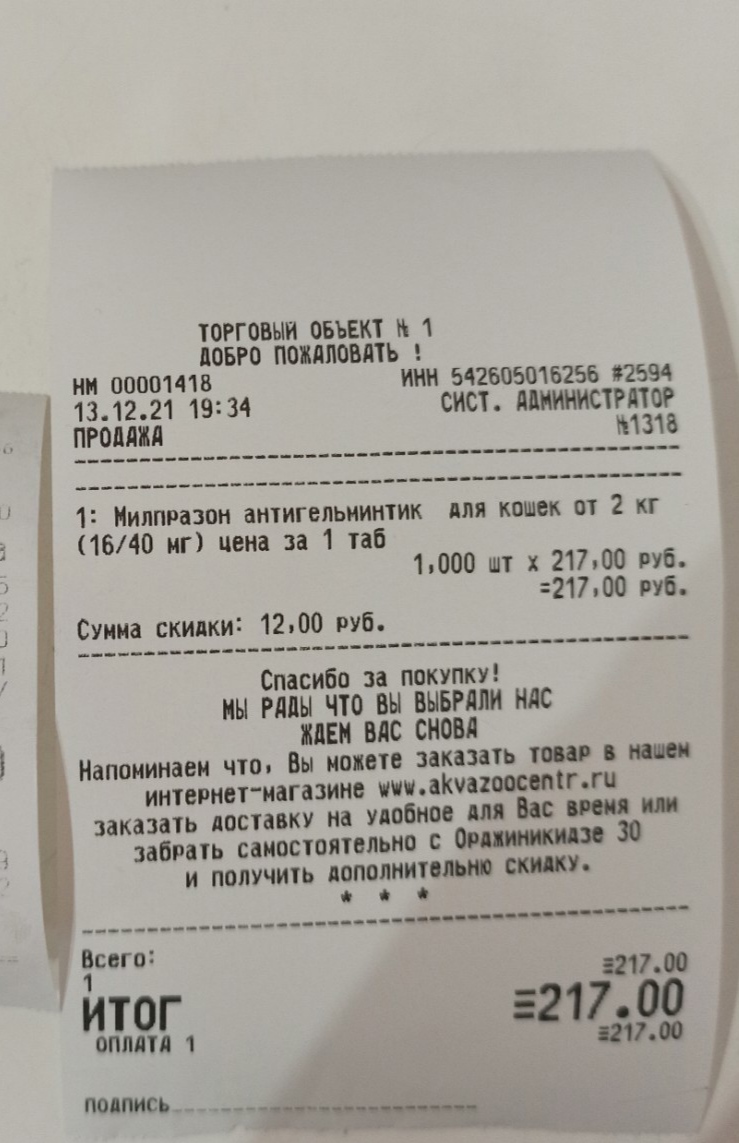 ТОРГОВЫЙ ОБЪЕКТ № 1
ДОБРО ПОЖАЛОВАТЬ !
НМ 00001418 ИНН 542605016256 #2594
13.12.21 19:34 СИСТ. АДМИНИСТРАТОР
ПРОДАЖА №1318
1: Милпразон антигельминтик для кошек от 2 кг
(16/40 мг) цена за 1 таб
1,000 шт х 217,00 руб.
=217,00 руб.
Сумма скидки: 12,00 руб.
Спасибо за покупку!
МЫ РАДЫ ЧТО ВЫ ВЫБРАЛИ НАС
ЖДЕМ ВАС СНОВА
Напоминаем что, Вы можете заказать товар в нашем
интернет-магазине www.akvazoocentr.ru
заказать доставку на удобное для Вас время или
забрать самостоятельно с Орджиникидзе 30
и получить дополнительню скидку.
* * *
Всего: ≡217.00
1
ИТОГ ≡217.00
ОПЛАТА 1 ≡217.00
ПОДПИСЬ